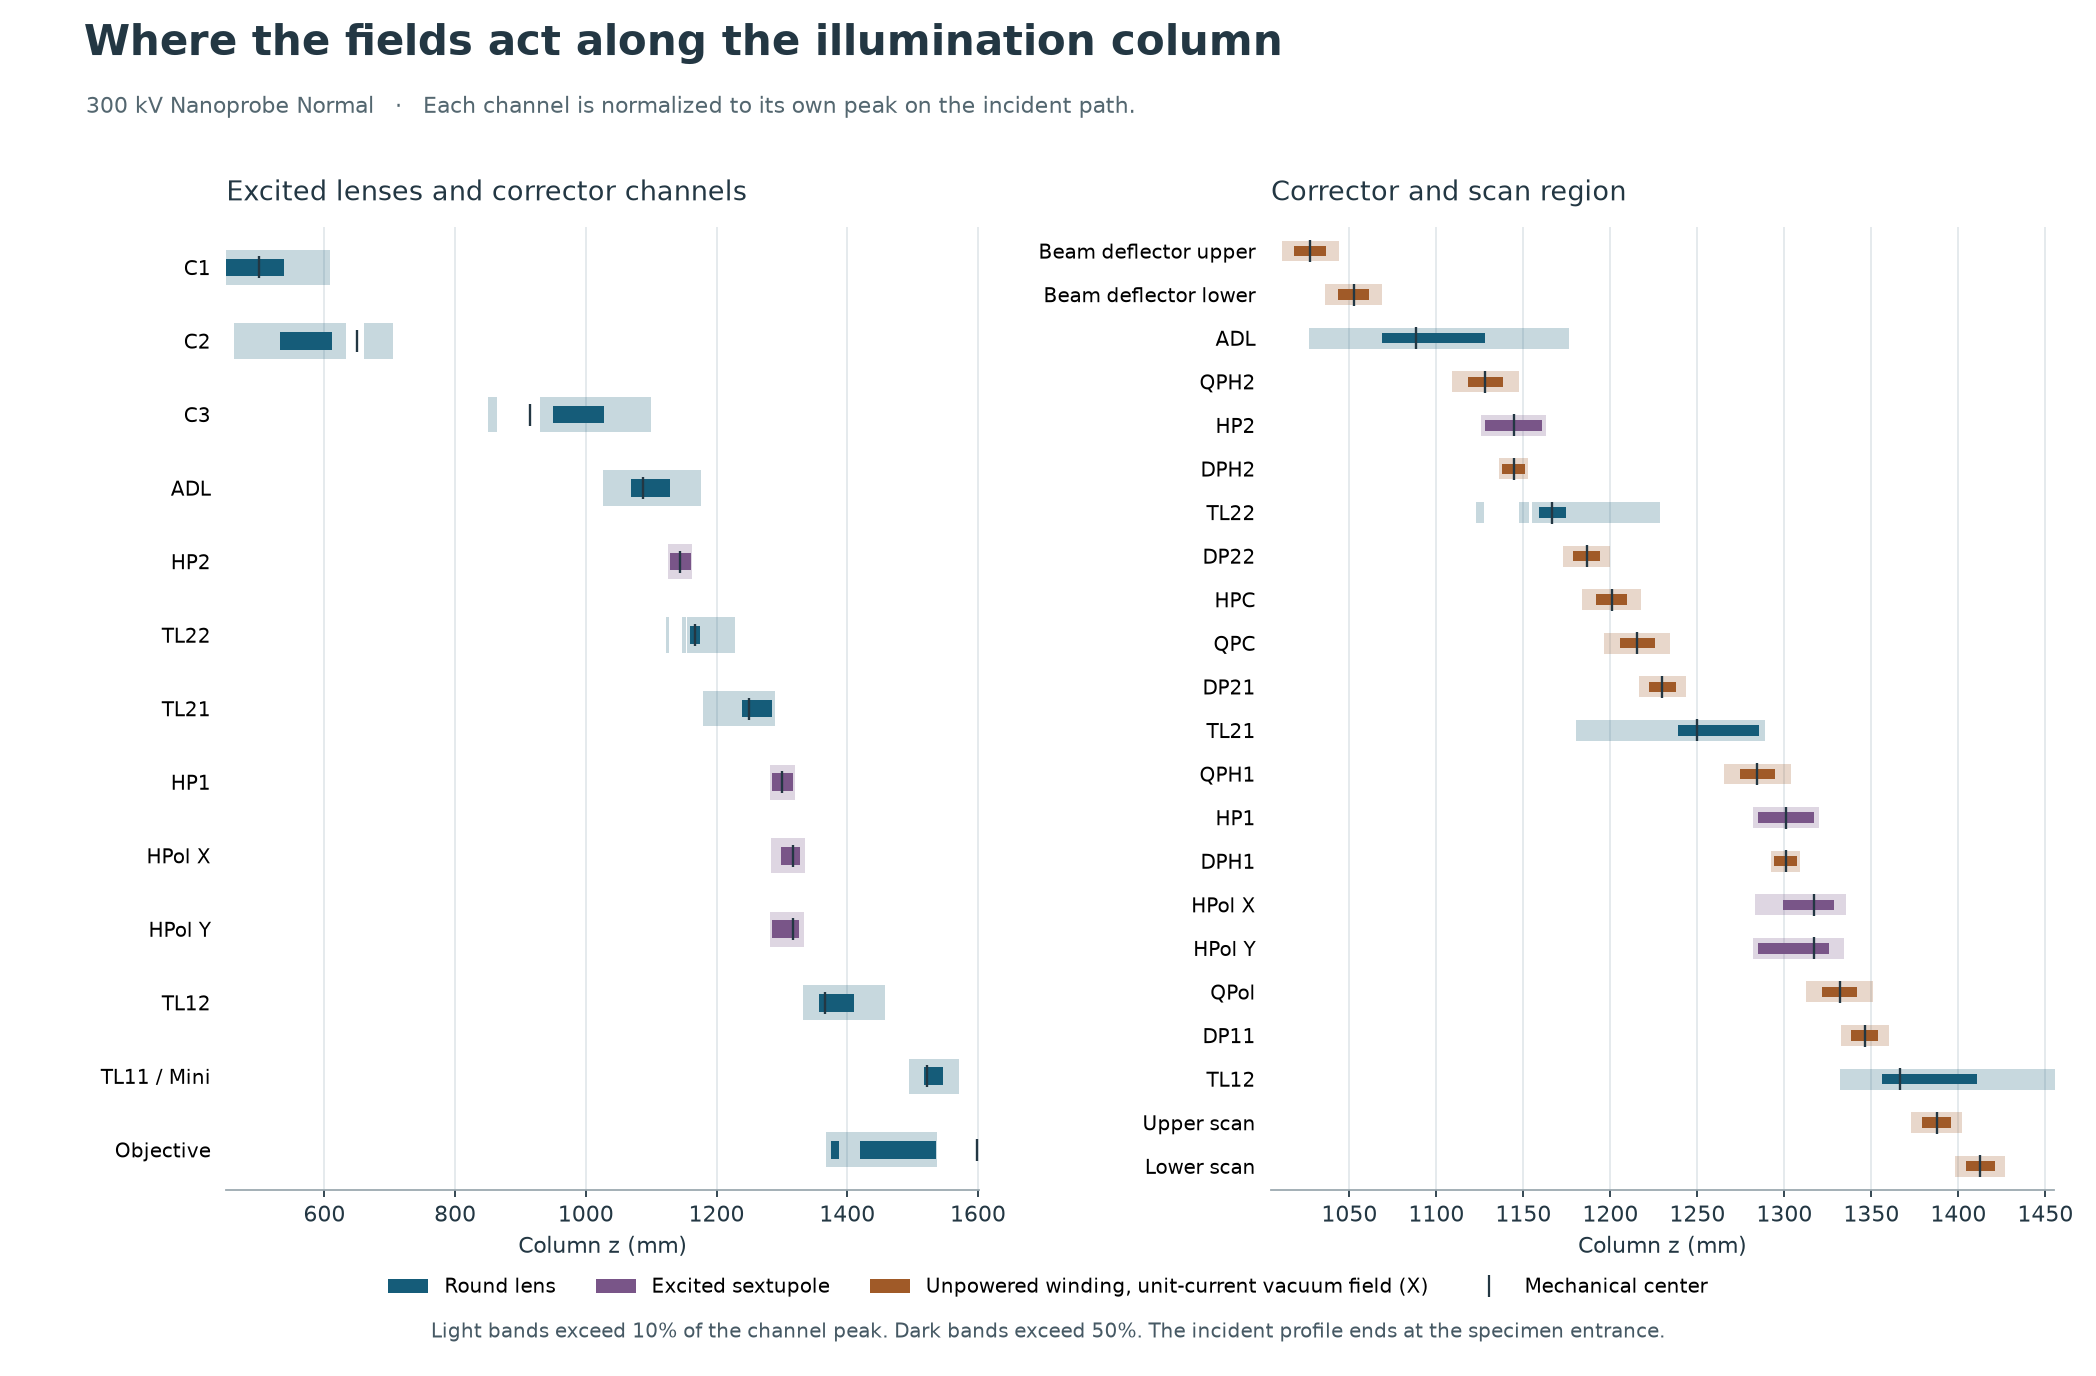 Where the fields act along the illumination column
300 kV Nanoprobe Normal · Each channel is normalized to its own peak on the incident path.
Excited lenses and corrector channels
C1
C2
C3
ADL
HP2
TL22
TL21
HP1
HPol X
HPol Y
TL12
TL11 / Mini
Objective
600 800 1000 1200 1400 1600
Column z (mm)
Corrector and scan region
Beam deflector upper
Beam deflector lower
ADL
QPH2
HP2
DPH2
TL22
DP22
HPC
QPC
DP21
TL21
QPH1
HP1
DPH1
HPol X
HPol Y
QPol
DP11
TL12
Upper scan
Lower scan
1050 1100 1150 1200 1250 1300 1350 1400 1450
Column z (mm)
Round lens Excited sextupole Unpowered winding, unit-current vacuum field (X) Mechanical center
Light bands exceed 10% of the channel peak. Dark bands exceed 50%. The incident profile ends at the specimen entrance.